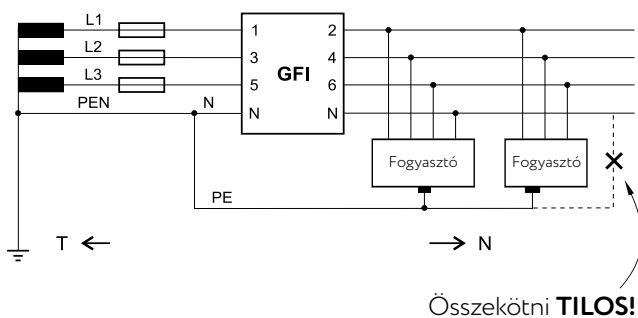 L1
1
2
L2
3
4
L3
5
GFI
6
PEN
N
N
N
Fogyasztó
Fogyasztó
PE
T
N
Összekötni TILOS!